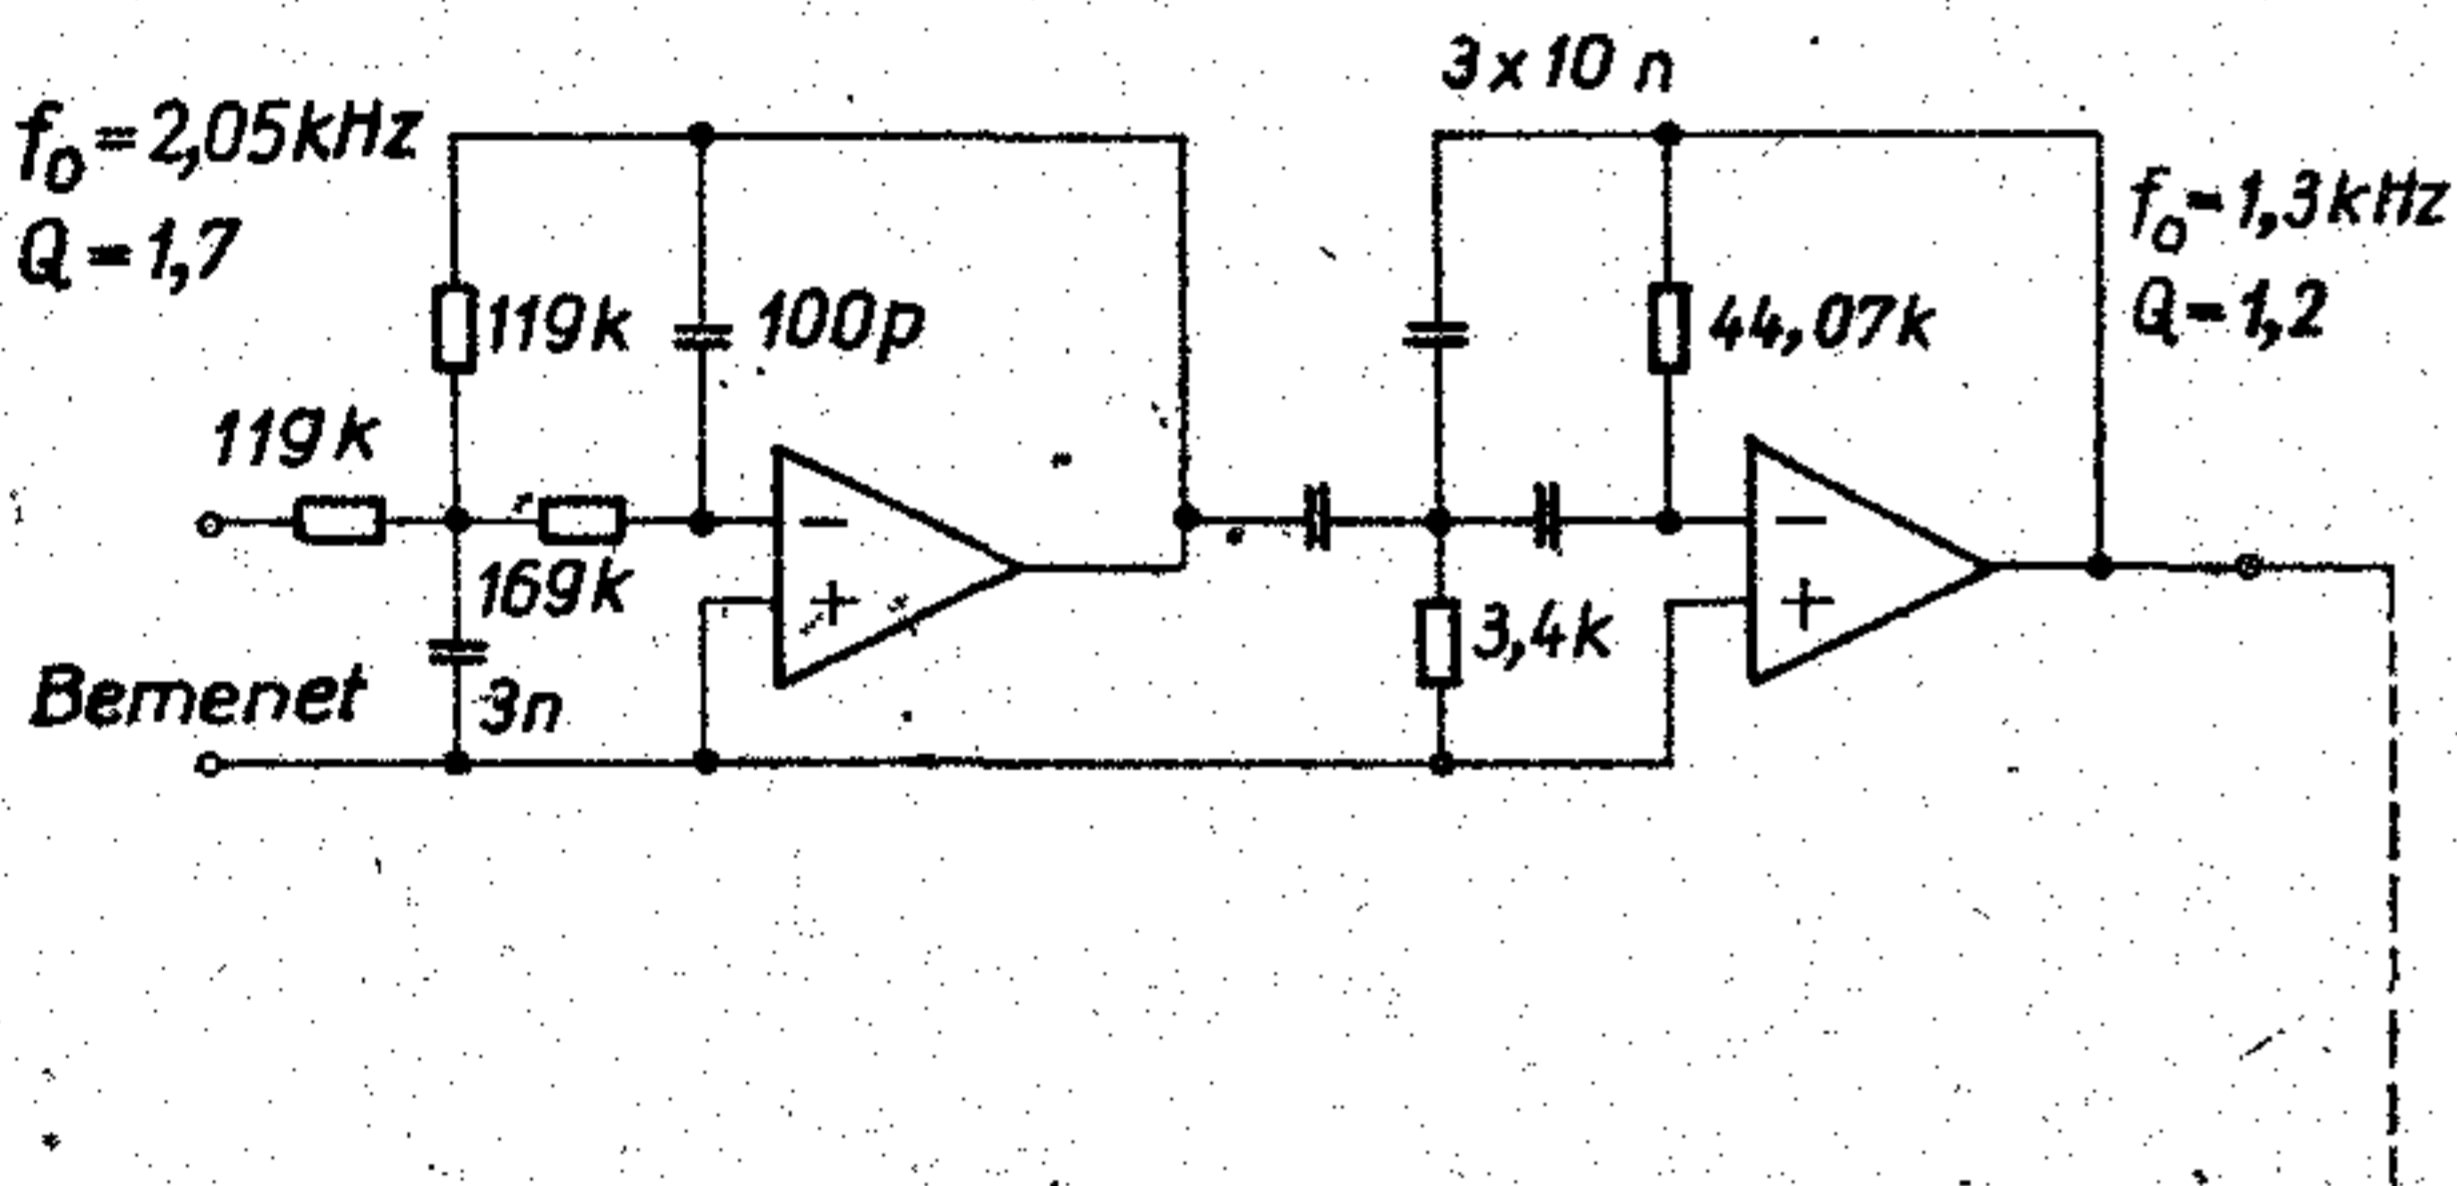 3x10 n
f₀=2,05kHz
Q=1,7
f₀=1,3kHz
Q=1,2
119k
100p
44,07k
119k
169k
3,4k
Bemenet
3n
−
+
−
+